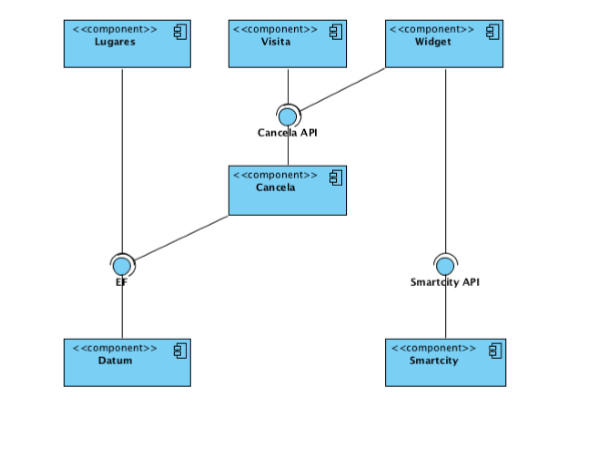 <<component>>
Lugares
<<component>>
Visita
<<component>>
Widget
Cancela API
<<component>>
Cancela
EF
Smartcity API
<<component>>
Datum
<<component>>
Smartcity